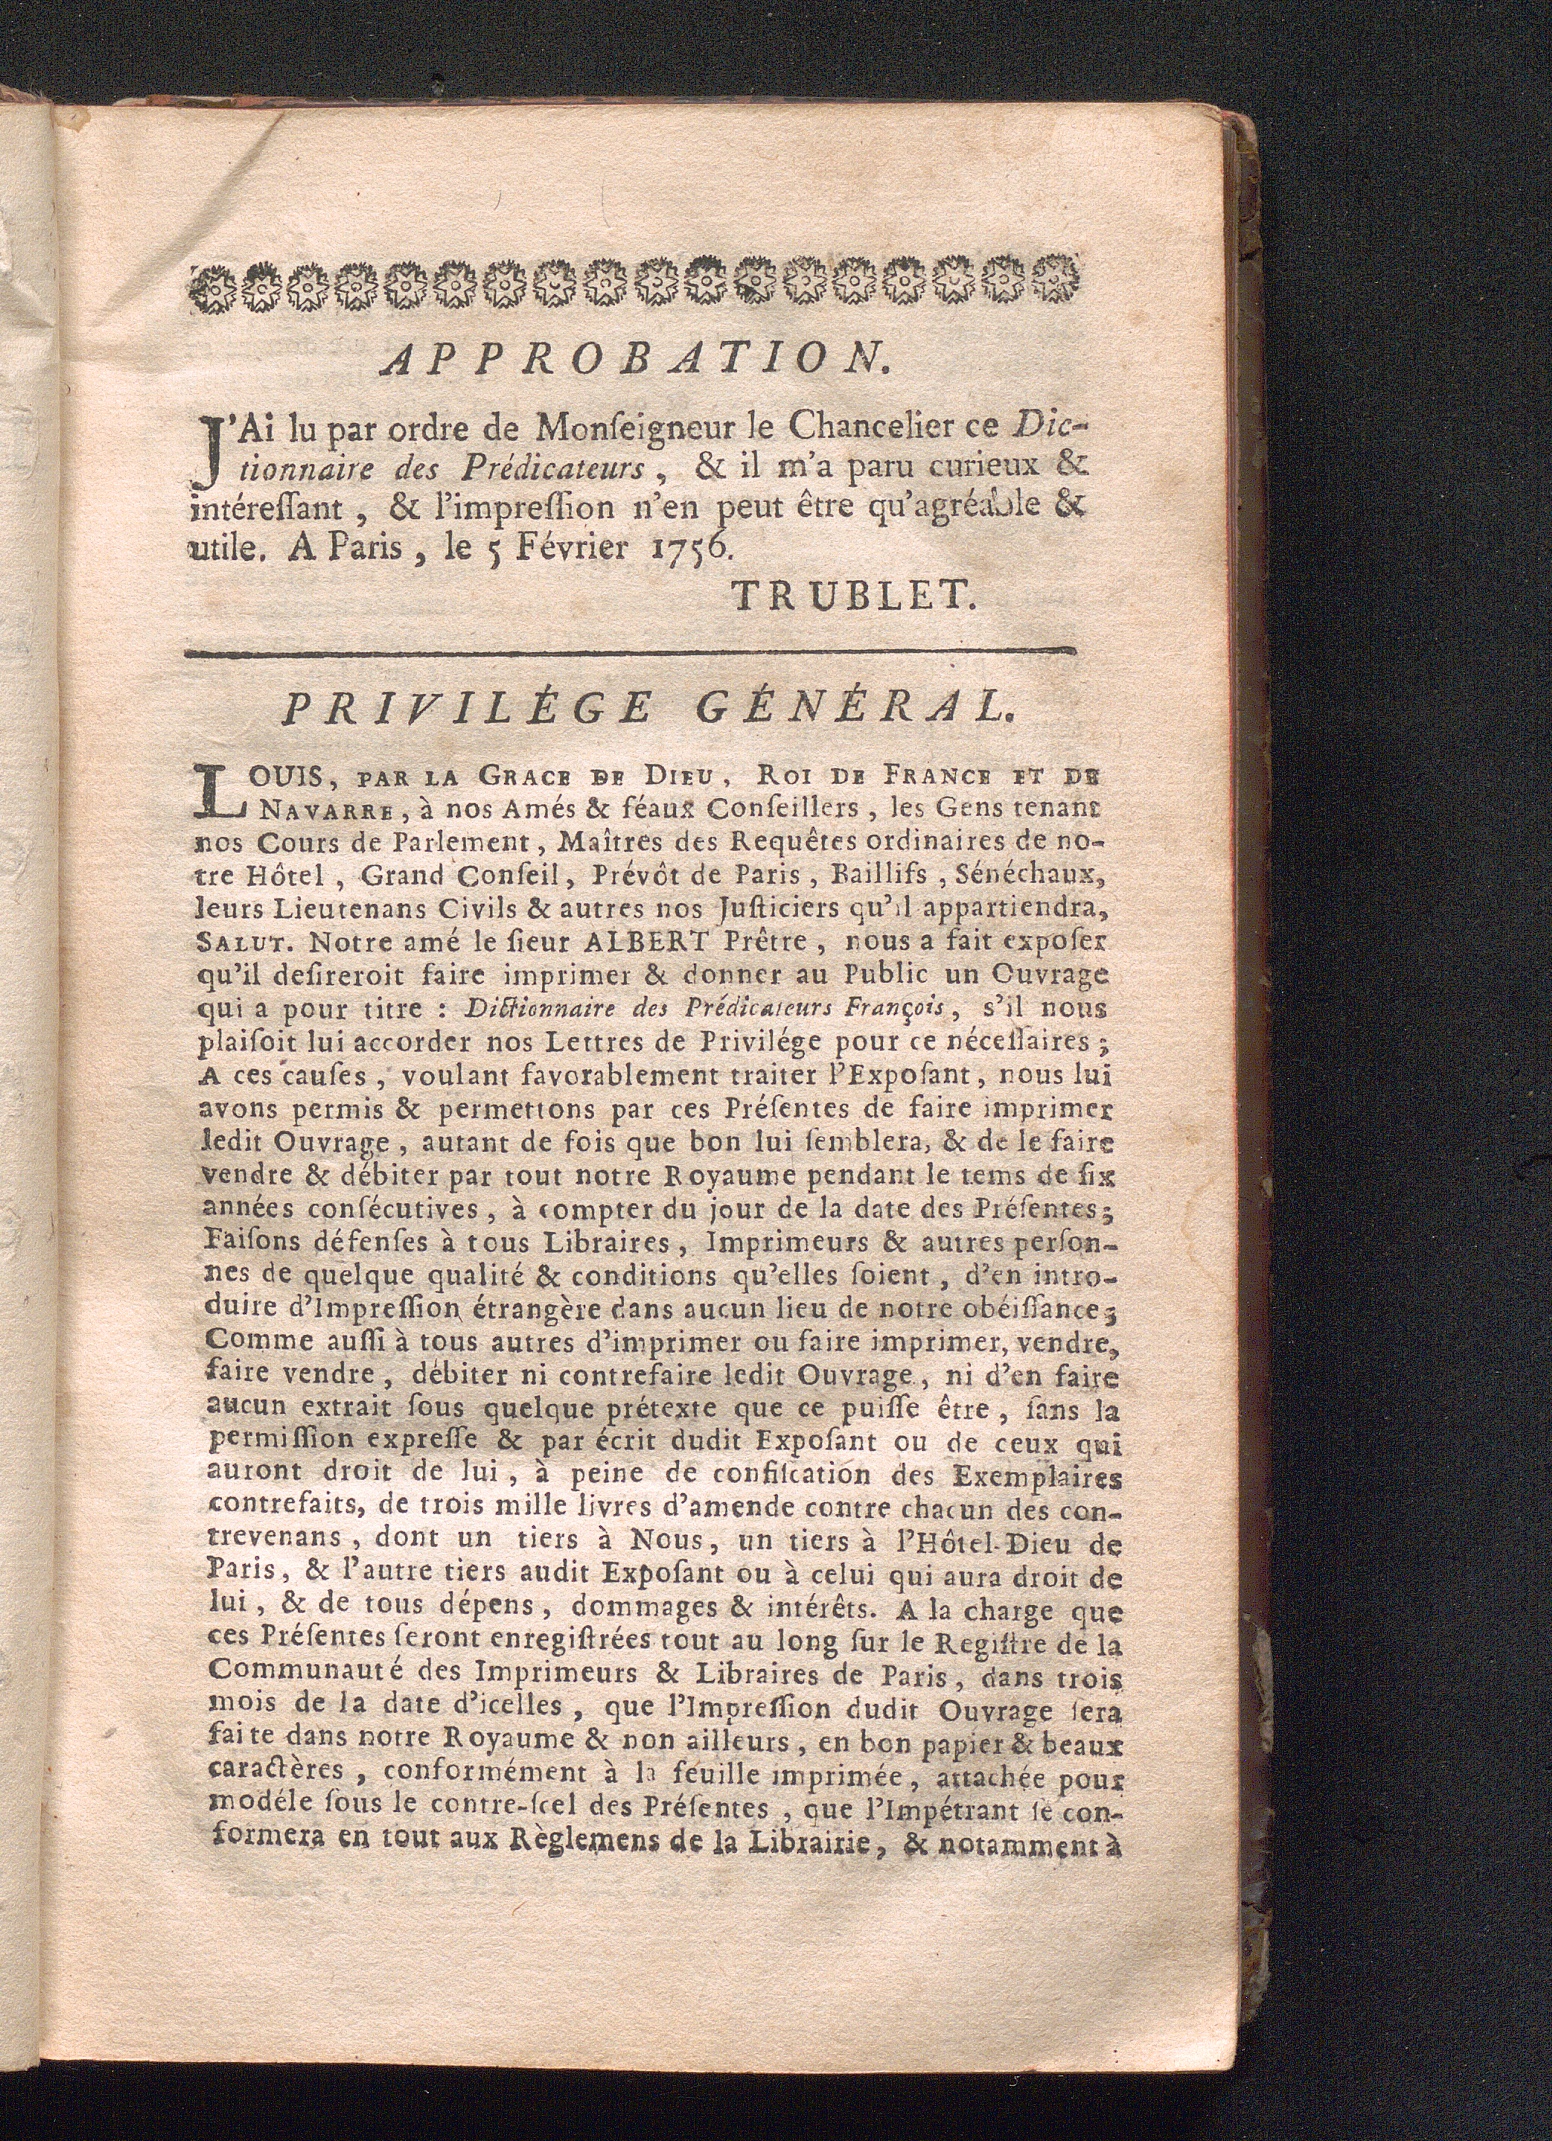 APPROBATION.
J'Ai lu par ordre de Monſeigneur le Chancelier ce Dic-
tionnaire des Prédicateurs, & il m'a paru curieux &
intéreſſant, & l'impreſſion n'en peut être qu'agréable &
utile. A Paris, le 5 Février 1756.
TRUBLET.
PRIVILÉGE GÉNÉRAL.
LOUIS, PAR LA GRACE DE DIEU, ROI DE FRANCE ET DE
NAVARRE, à nos Amés & féaux Conſeillers, les Gens tenant
nos Cours de Parlement, Maîtres des Requêtes ordinaires de no-
tre Hôtel, Grand Conſeil, Prévôt de Paris, Baillifs, Sénéchaux,
leurs Lieutenans Civils & autres nos Juſticiers qu'il appartiendra,
SALUT. Notre amé le ſieur ALBERT Prêtre, nous a fait expoſer
qu'il deſireroit faire imprimer & donner au Public un Ouvrage
qui a pour titre : Dictionnaire des Prédicateurs François, s'il nous
plaiſoit lui accorder nos Lettres de Privilége pour ce néceſſaires ;
A ces cauſes, voulant favorablement traiter l'Expoſant, nous lui
avons permis & permettons par ces Préſentes de faire imprimer
ledit Ouvrage, autant de fois que bon lui ſemblera, & de le faire
vendre & débiter par tout notre Royaume pendant le tems de ſix
années conſécutives, à compter du jour de la date des Préſentes ;
Faiſons défenſes à tous Libraires, Imprimeurs & autres perſon-
nes de quelque qualité & conditions qu'elles ſoient, d'en intro-
duire d'Impreſſion étrangère dans aucun lieu de notre obéiſſance ;
Comme auſſi à tous autres d'imprimer ou faire imprimer, vendre,
faire vendre, débiter ni contrefaire ledit Ouvrage, ni d'en faire
aucun extrait ſous quelque prétexte que ce puiſſe être, ſans la
permiſſion expreſſe & par écrit dudit Expoſant ou de ceux qui
auront droit de lui, à peine de confiſcation des Exemplaires
contrefaits, de trois mille livres d'amende contre chacun des con-
trevenans, dont un tiers à Nous, un tiers à l'Hôtel-Dieu de
Paris, & l'autre tiers audit Expoſant ou à celui qui aura droit de
lui, & de tous dépens, dommages & intérêts. A la charge que
ces Préſentes ſeront enregiſtrées tout au long ſur le Regiſtre de la
Communauté des Imprimeurs & Libraires de Paris, dans trois
mois de la date d'icelles, que l'Impreſſion dudit Ouvrage ſera
faite dans notre Royaume & non ailleurs, en bon papier & beaux
caractères, conformément à la feuille imprimée, attachée pour
modéle ſous le contre-ſcel des Préſentes, que l'Impétrant ſe con-
formera en tout aux Règlemens de la Librairie, & notamment à